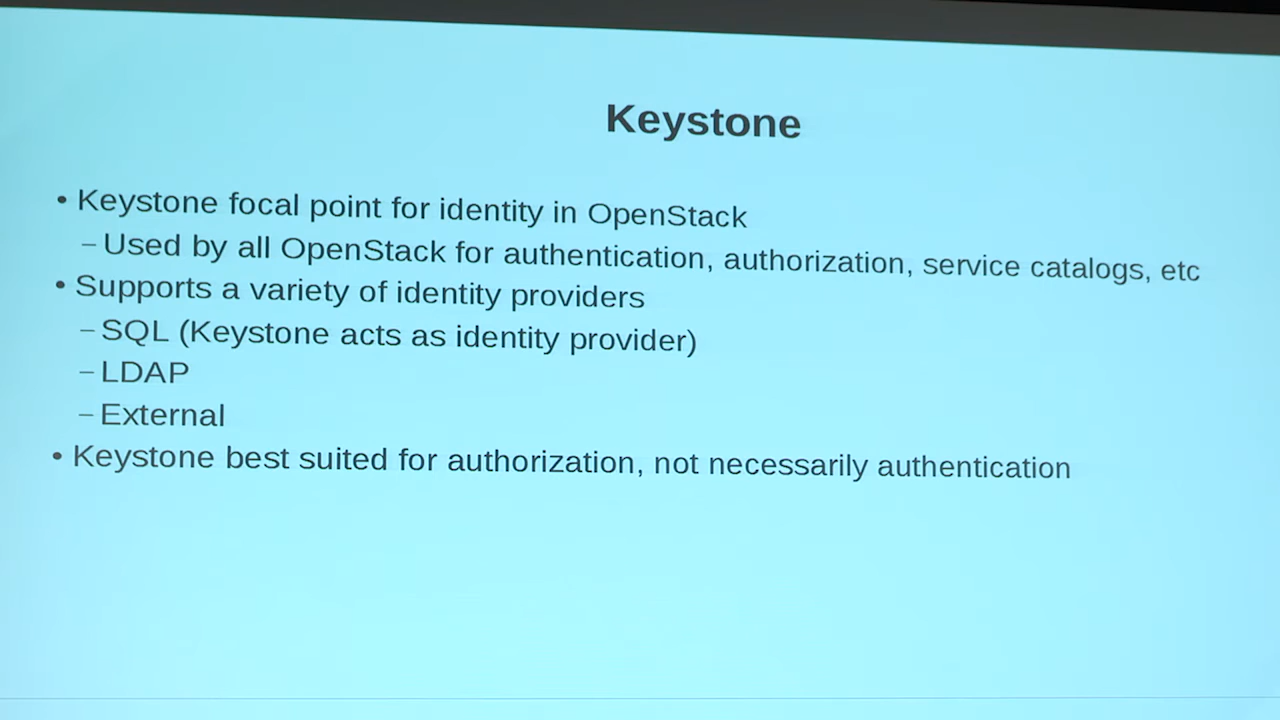 Keystone
• Keystone focal point for identity in OpenStack
– Used by all OpenStack for authentication, authorization, service catalogs, etc
• Supports a variety of identity providers
– SQL (Keystone acts as identity provider)
– LDAP
– External
• Keystone best suited for authorization, not necessarily authentication